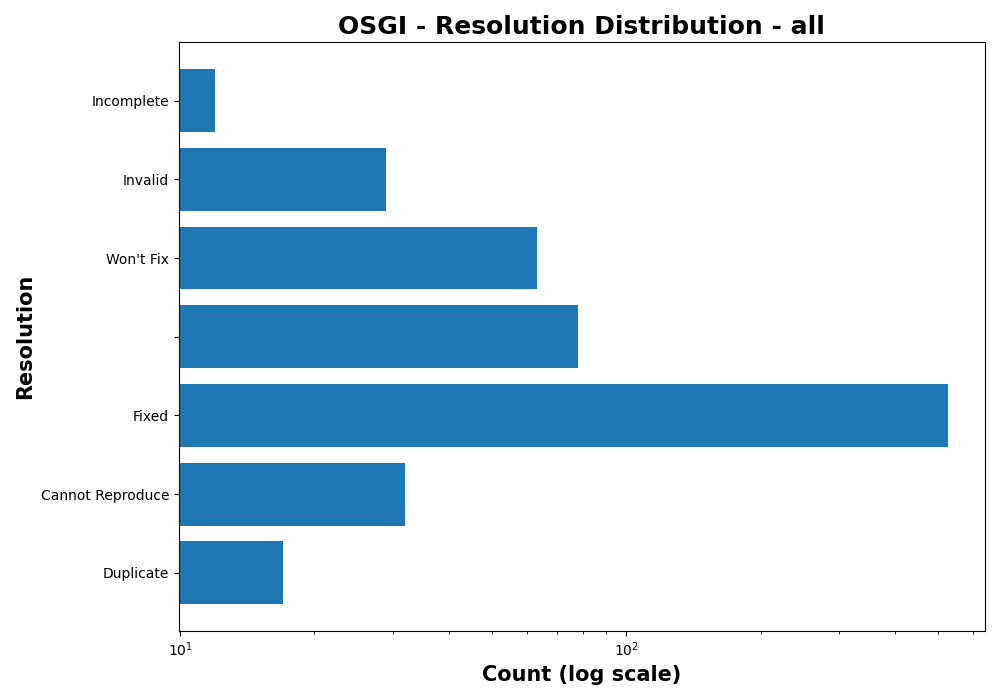 OSGI - Resolution Distribution - all
Resolution
Incomplete
Invalid
Won't Fix
Fixed
Cannot Reproduce
Duplicate
10¹
10²
Count (log scale)